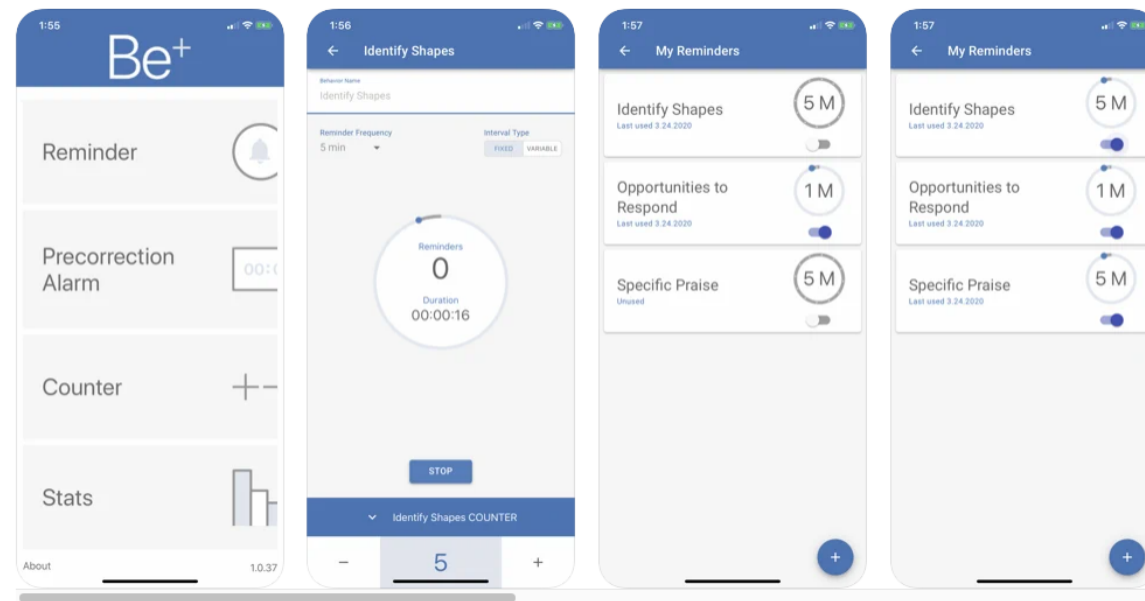 1:55
Be+
Reminder
Precorrection
Alarm
00:0
Counter
Stats
About 1.0.37
1:56
Identify Shapes
Behavior Name
Identify Shapes
Reminder Frequency
5 min
Interval Type
FIXED VARIABLE
Reminders
0
Duration
00:00:16
STOP
Identify Shapes COUNTER
− 5 +
1:57
My Reminders
Identify Shapes
Last used 3.24.2020
5 M
Opportunities to
Respond
Last used 3.24.2020
1 M
Specific Praise
Unused
5 M
+
1:57
My Reminders
Identify Shapes
Last used 3.24.2020
5 M
Opportunities to
Respond
Last used 3.24.2020
1 M
Specific Praise
Last used 3.24.2020
5 M
+